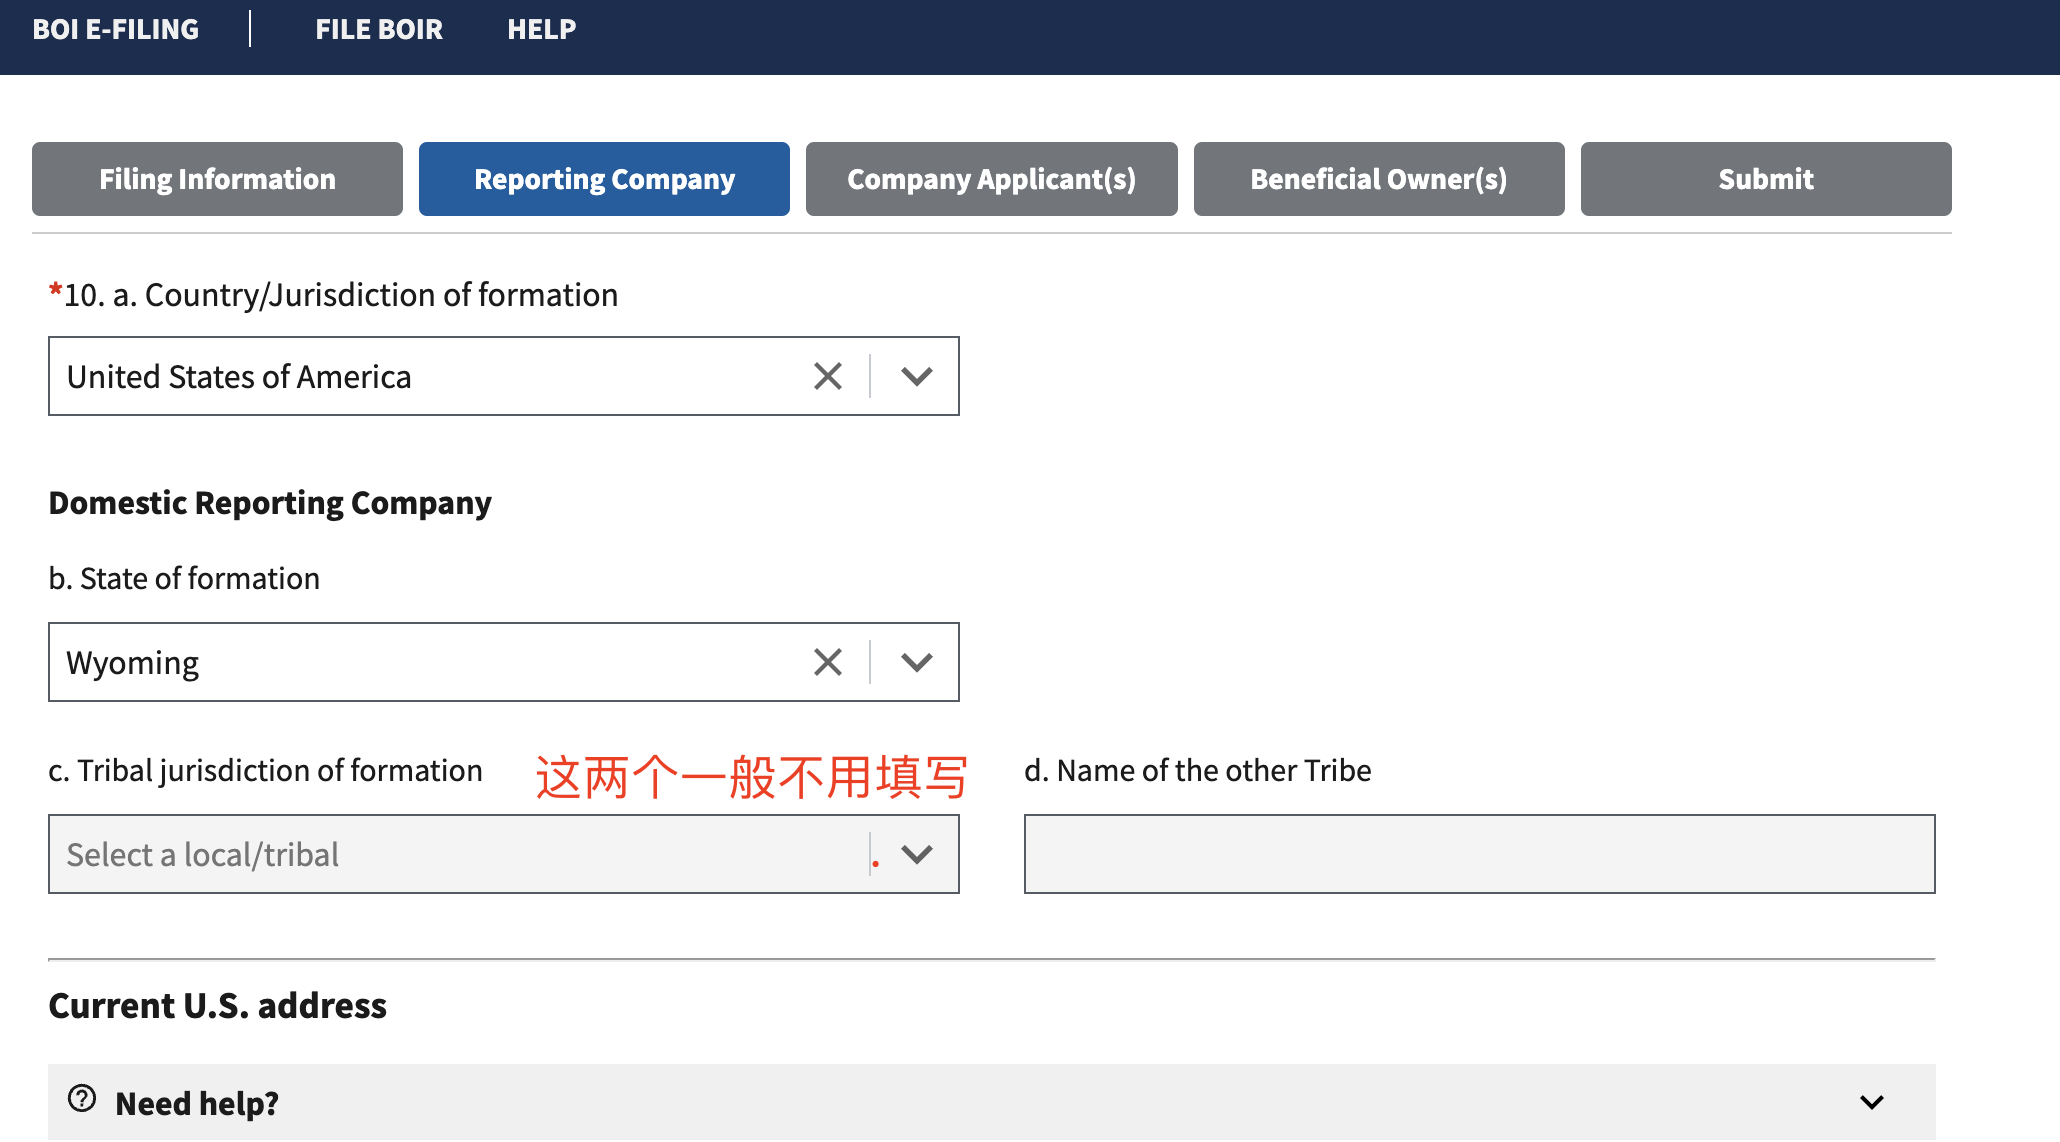 BOI E-FILING
FILE BOIR
HELP
Filing Information
Reporting Company
Company Applicant(s)
Beneficial Owner(s)
Submit
*10. a. Country/Jurisdiction of formation
United States of America
Domestic Reporting Company
b. State of formation
Wyoming
c. Tribal jurisdiction of formation
这两个一般不用填写
d. Name of the other Tribe
Select a local/tribal
Current U.S. address
Need help?